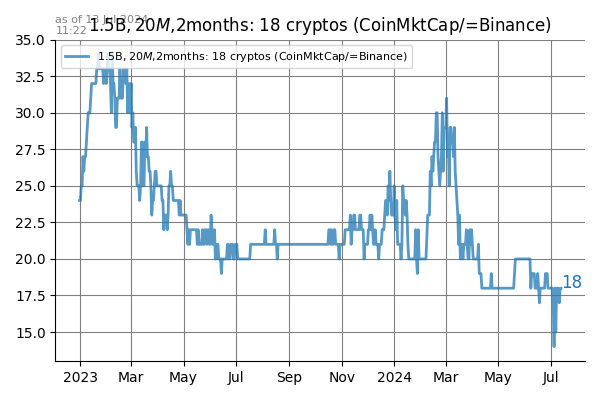 as of 13 Jul 2024
11:22
1.5B,20M,2months: 18 cryptos (CoinMktCap/=Binance)
1.5B,20M,2months: 18 cryptos (CoinMktCap/=Binance)
35.0
32.5
30.0
27.5
25.0
22.5
20.0
17.5
15.0
18
2023 Mar May Jul Sep Nov 2024 Mar May Jul